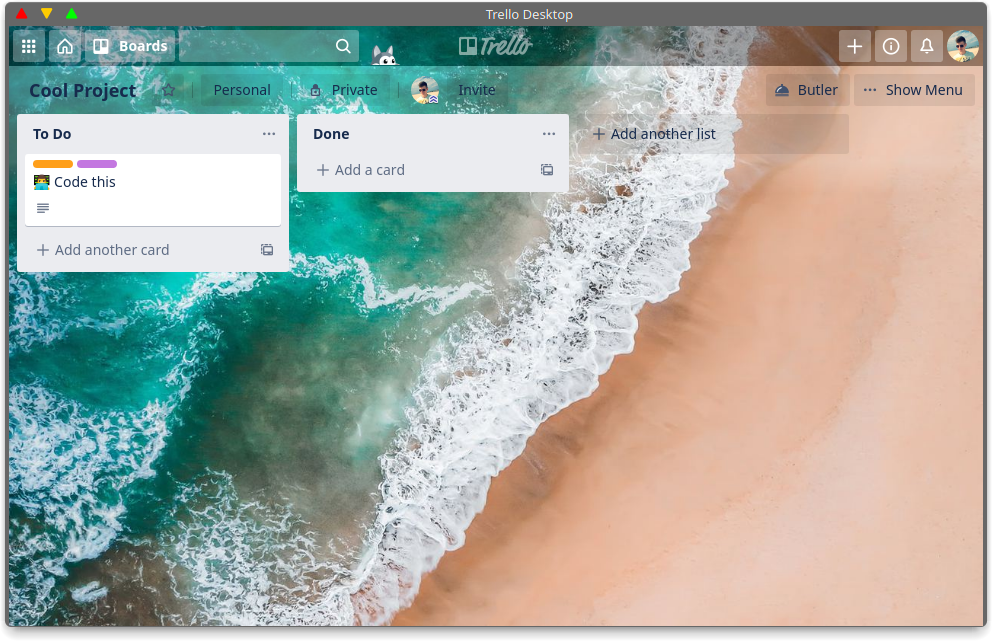 Trello Desktop
Boards
Trello
Cool Project
Personal
Private
Invite
Butler
Show Menu
To Do
Code this
Add another card
Done
Add a card
Add another list